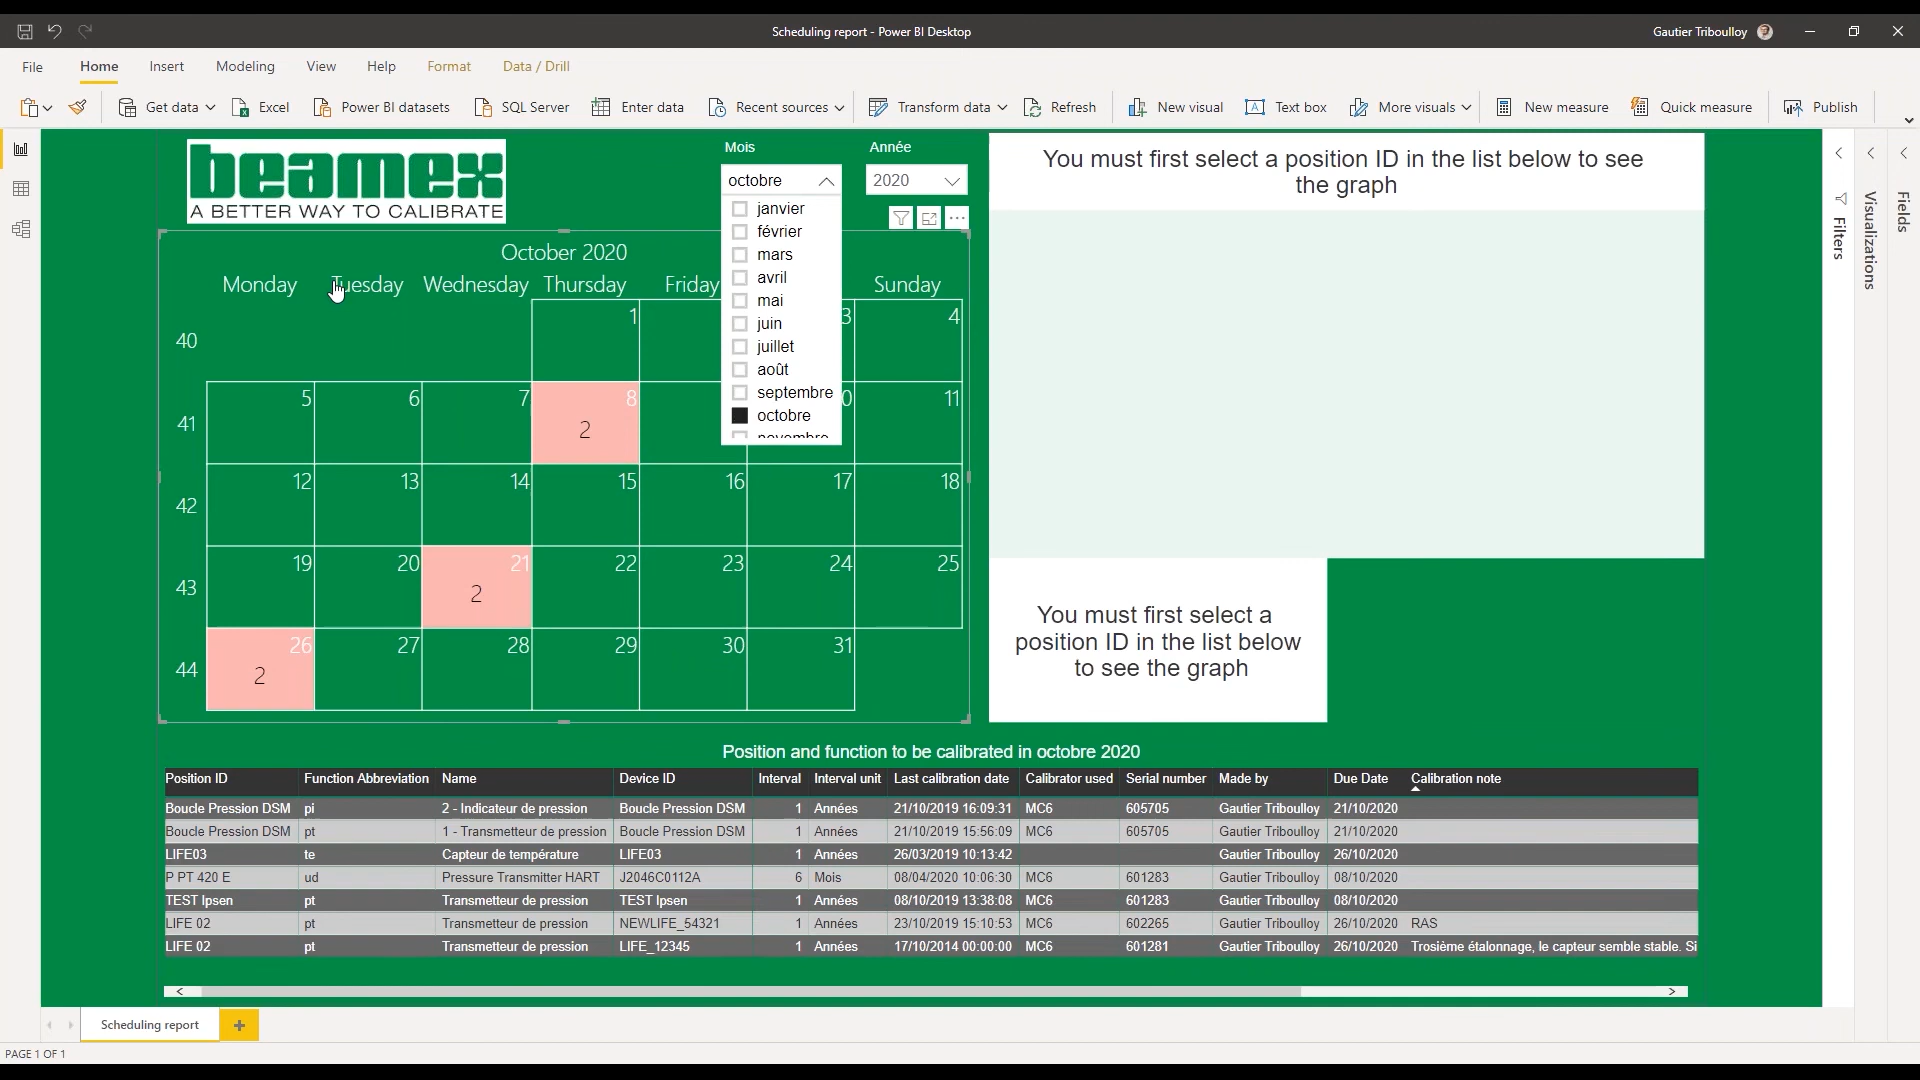 Scheduling report - Power BI Desktop
Gautier Triboulloy
File Home Insert Modeling View Help Format Data / Drill
Get data Excel Power BI datasets SQL Server Enter data Recent sources Transform data Refresh New visual Text box More visuals New measure Quick measure Publish
beamex
A BETTER WAY TO CALIBRATE
Mois
octobre
janvier
février
mars
avril
mai
juin
juillet
août
septembre
octobre
novembre
Année
2020
October 2020
Monday Tuesday Wednesday Thursday Friday Sunday
40 1 3 4
41 5 6 7 8 0 11
2
42 12 13 14 15 16 17 18
43 19 20 21 22 23 24 25
2
44 26 27 28 29 30 31
2
You must first select a position ID in the list below to see
the graph
You must first select a
position ID in the list below
to see the graph
Filters
Visualizations
Fields
Position and function to be calibrated in octobre 2020
Position ID Function Abbreviation Name Device ID Interval Interval unit Last calibration date Calibrator used Serial number Made by Due Date Calibration note
Boucle Pression DSM pi 2 - Indicateur de pression Boucle Pression DSM 1 Années 21/10/2019 16:09:31 MC6 605705 Gautier Triboulloy 21/10/2020
Boucle Pression DSM pt 1 - Transmetteur de pression Boucle Pression DSM 1 Années 21/10/2019 15:56:09 MC6 605705 Gautier Triboulloy 21/10/2020
LIFE03 te Capteur de température LIFE03 1 Années 26/03/2019 10:13:42 Gautier Triboulloy 26/10/2020
P PT 420 E ud Pressure Transmitter HART J2046C0112A 6 Mois 08/04/2020 10:06:30 MC6 601283 Gautier Triboulloy 08/10/2020
TEST Ipsen pt Transmetteur de pression TEST Ipsen 1 Années 08/10/2019 13:38:08 MC6 601283 Gautier Triboulloy 08/10/2020
LIFE 02 pt Transmetteur de pression NEWLIFE_54321 1 Années 23/10/2019 15:10:53 MC6 602265 Gautier Triboulloy 26/10/2020 RAS
LIFE 02 pt Transmetteur de pression LIFE_12345 1 Années 17/10/2014 00:00:00 MC6 601281 Gautier Triboulloy 26/10/2020 Trosième étalonnage, le capteur semble stable. Si
Scheduling report
PAGE 1 OF 1